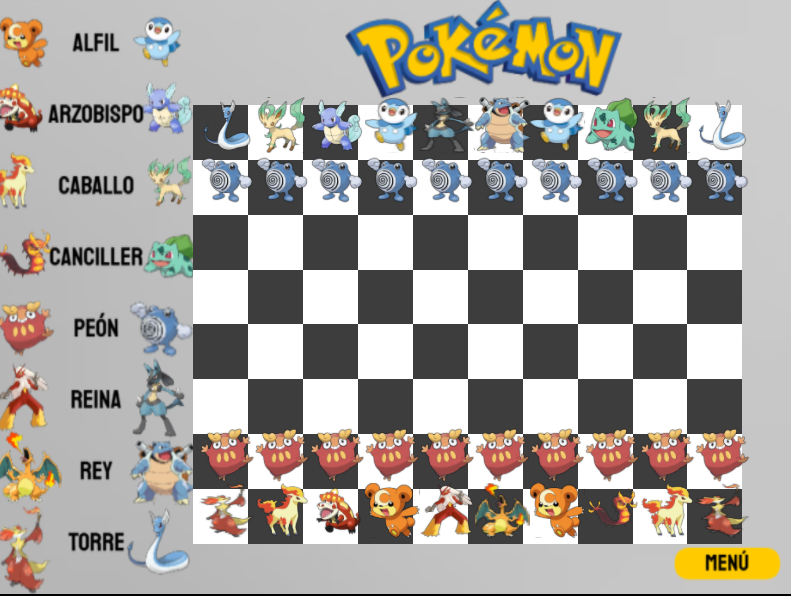 POKéMON
ALFIL
ARZOBISPO
CABALLO
CANCILLER
PEÓN
REINA
REY
TORRE
MENÚ